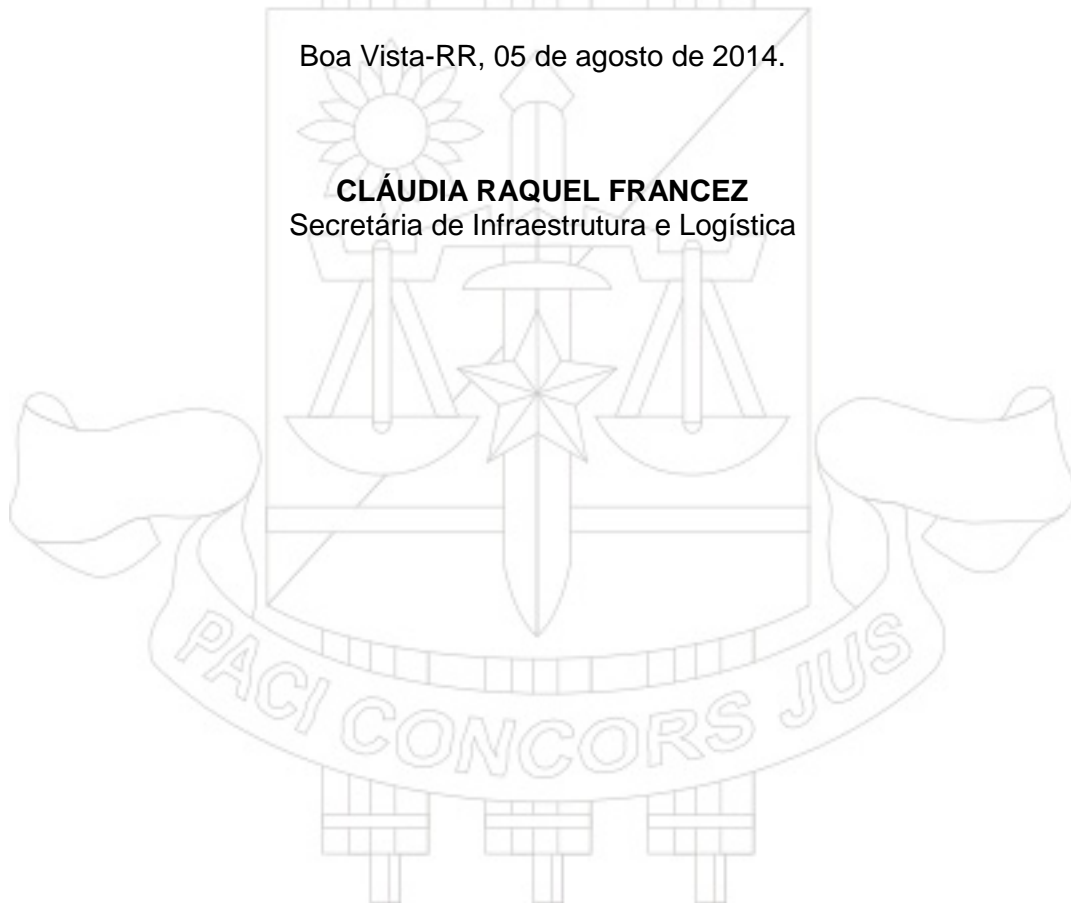 Boa Vista-RR, 05 de agosto de 2014.
CLÁUDIA RAQUEL FRANCEZ
Secretária de Infraestrutura e Logística
PACI CONCORS JUS